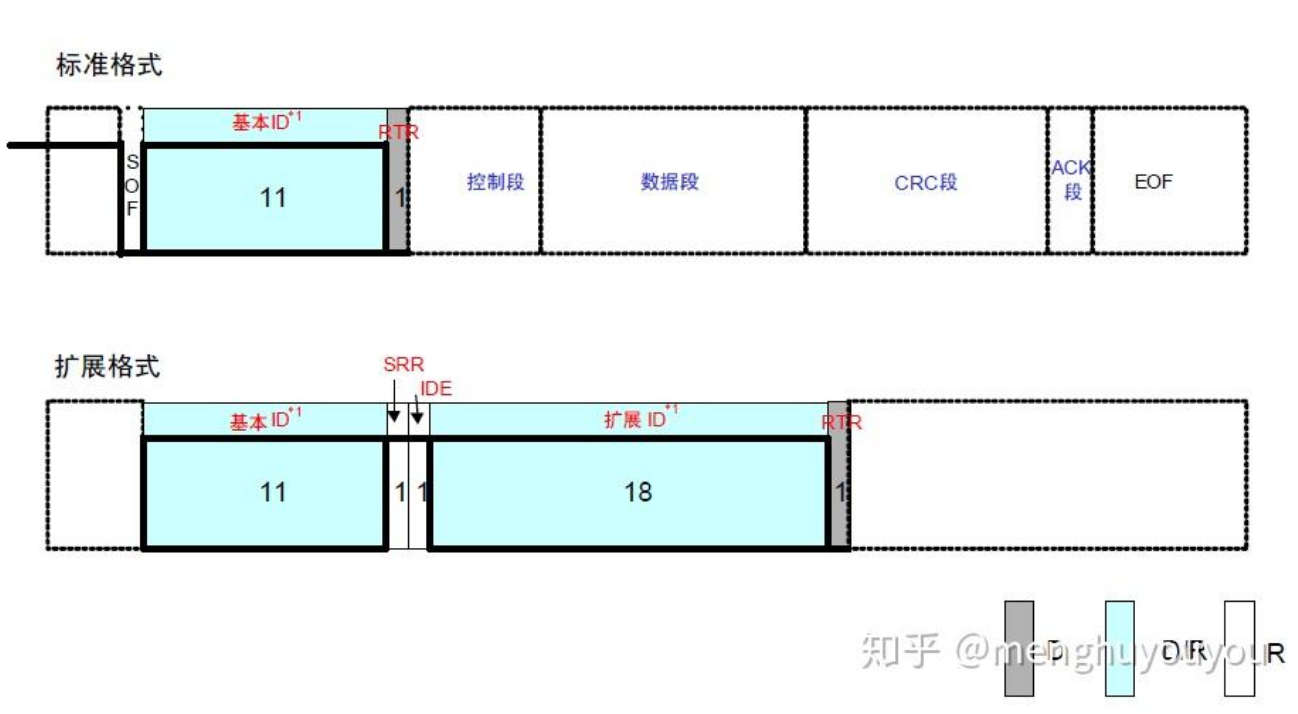 标准格式
基本ID*1
RTR
SOF
11
1
控制段
数据段
CRC段
ACK
段
EOF
扩展格式
SRR
IDE
基本 ID*1
扩展 ID*1
RTR
11
1
1
18
1
D
D/R
R
知乎 @menghuyouyou